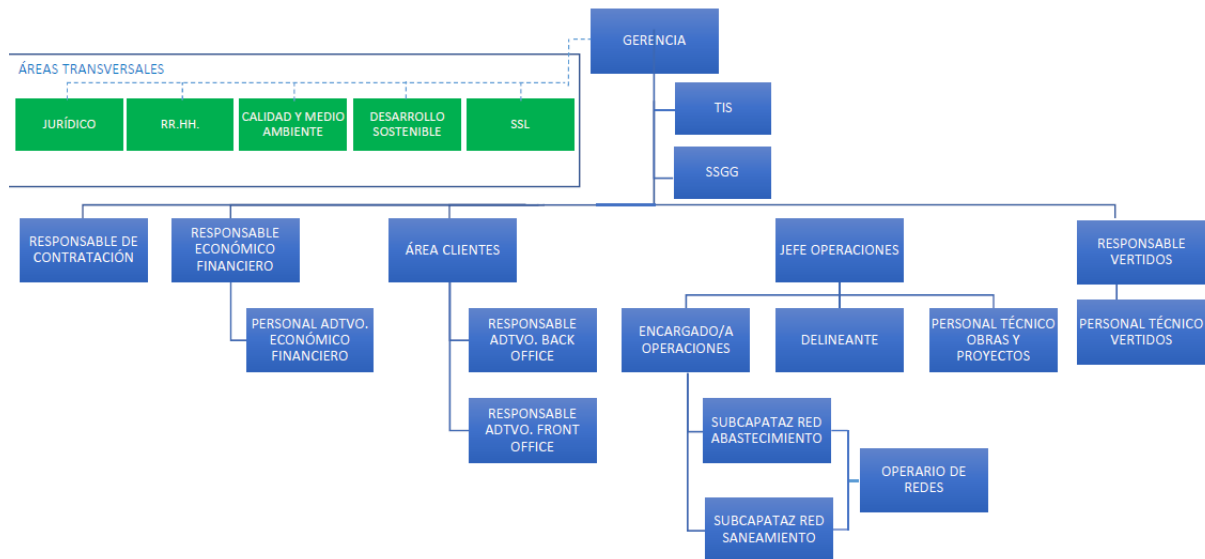 GERENCIA
ÁREAS TRANSVERSALES
JURÍDICO
RR.HH.
CALIDAD Y MEDIO
AMBIENTE
DESARROLLO
SOSTENIBLE
SSL
TIS
SSGG
RESPONSABLE DE
CONTRATACIÓN
RESPONSABLE
ECONÓMICO
FINANCIERO
ÁREA CLIENTES
JEFE OPERACIONES
RESPONSABLE
VERTIDOS
PERSONAL ADTVO.
ECONÓMICO
FINANCIERO
RESPONSABLE
ADTVO. BACK
OFFICE
ENCARGADO/A
OPERACIONES
DELINEANTE
PERSONAL TÉCNICO
OBRAS Y
PROYECTOS
PERSONAL TÉCNICO
VERTIDOS
RESPONSABLE
ADTVO. FRONT
OFFICE
SUBCAPATAZ RED
ABASTECIMIENTO
OPERARIO DE
REDES
SUBCAPATAZ RED
SANEAMIENTO